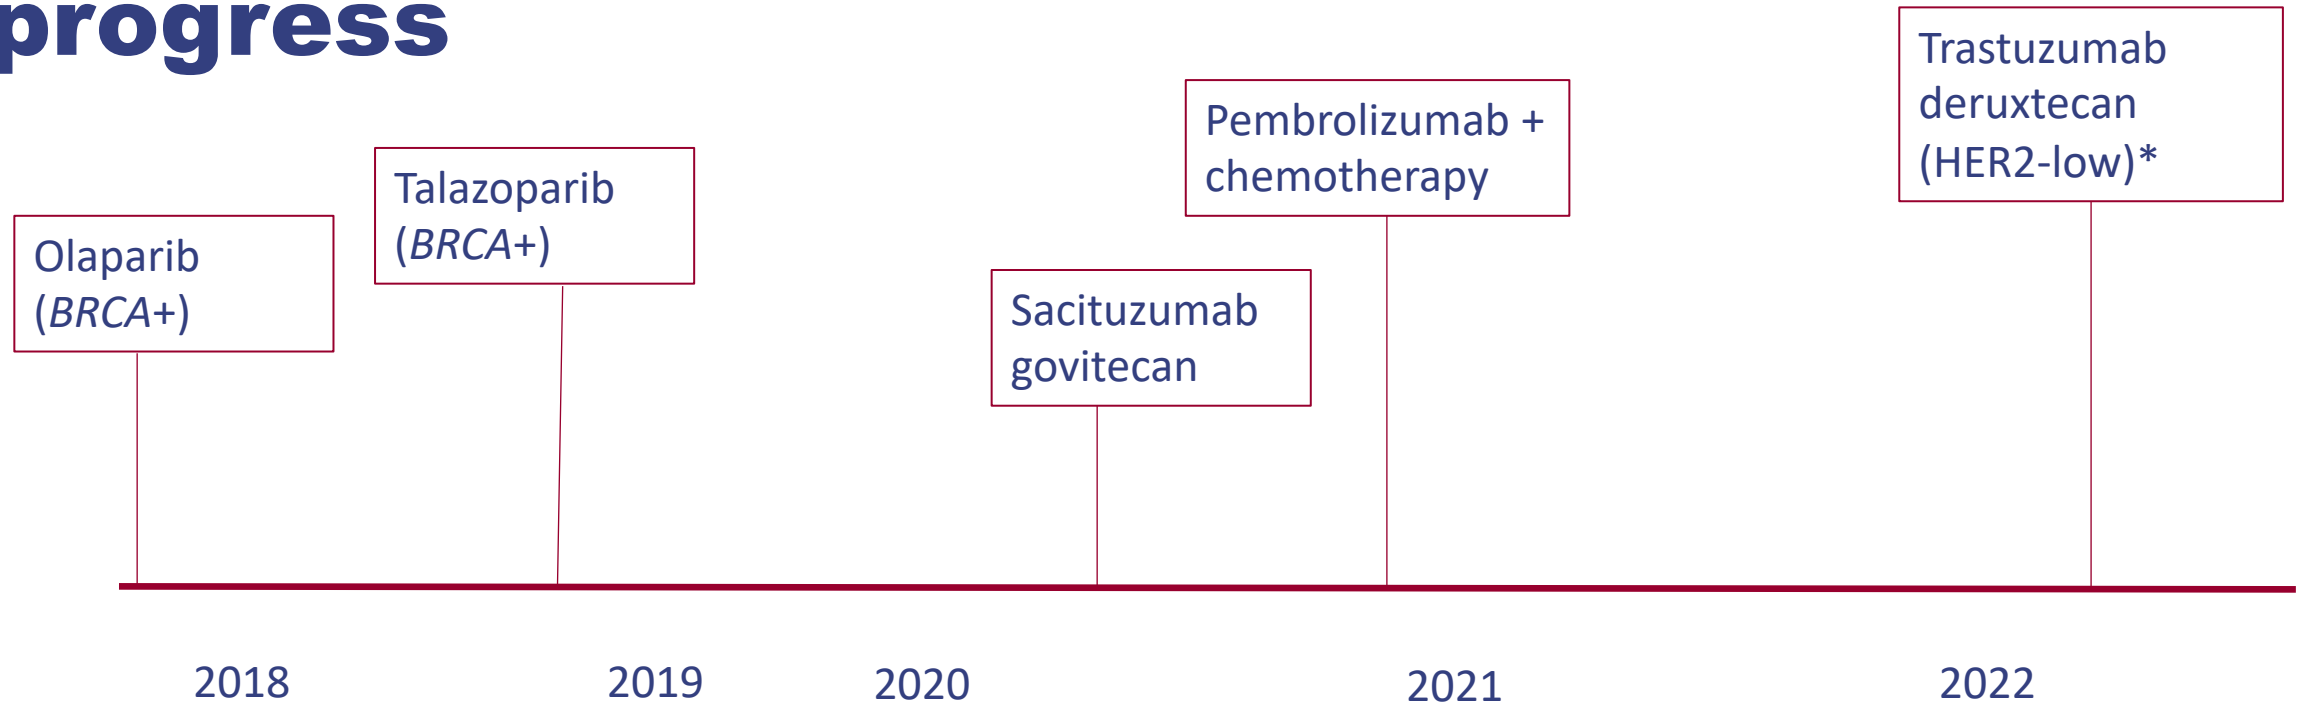 progress
Trastuzumab
deruxtecan
(HER2-low)*
Pembrolizumab +
chemotherapy
Talazoparib
(BRCA+)
Olaparib
(BRCA+)
Sacituzumab
govitecan
2018
2019
2020
2021
2022